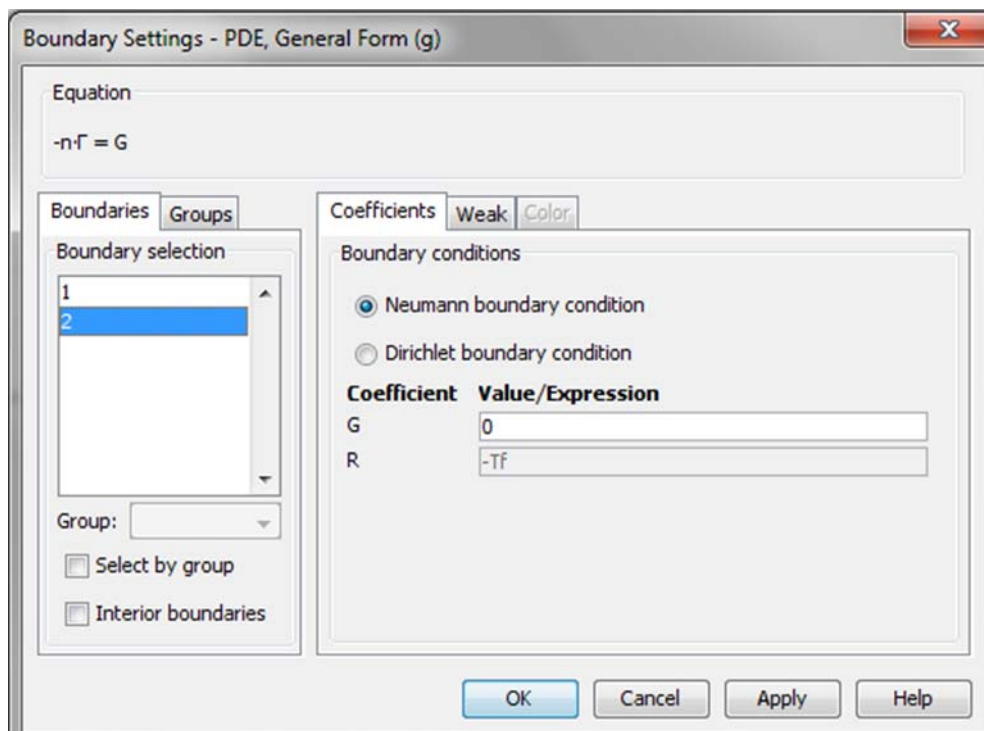 Boundary Settings - PDE, General Form (g)
Equation
-n·Γ = G
Boundaries Groups
Boundary selection
1
2
Group:
Select by group
Interior boundaries
Coefficients Weak Color
Boundary conditions
Neumann boundary condition
Dirichlet boundary condition
Coefficient Value/Expression
G 0
R -Tf
OK Cancel Apply Help